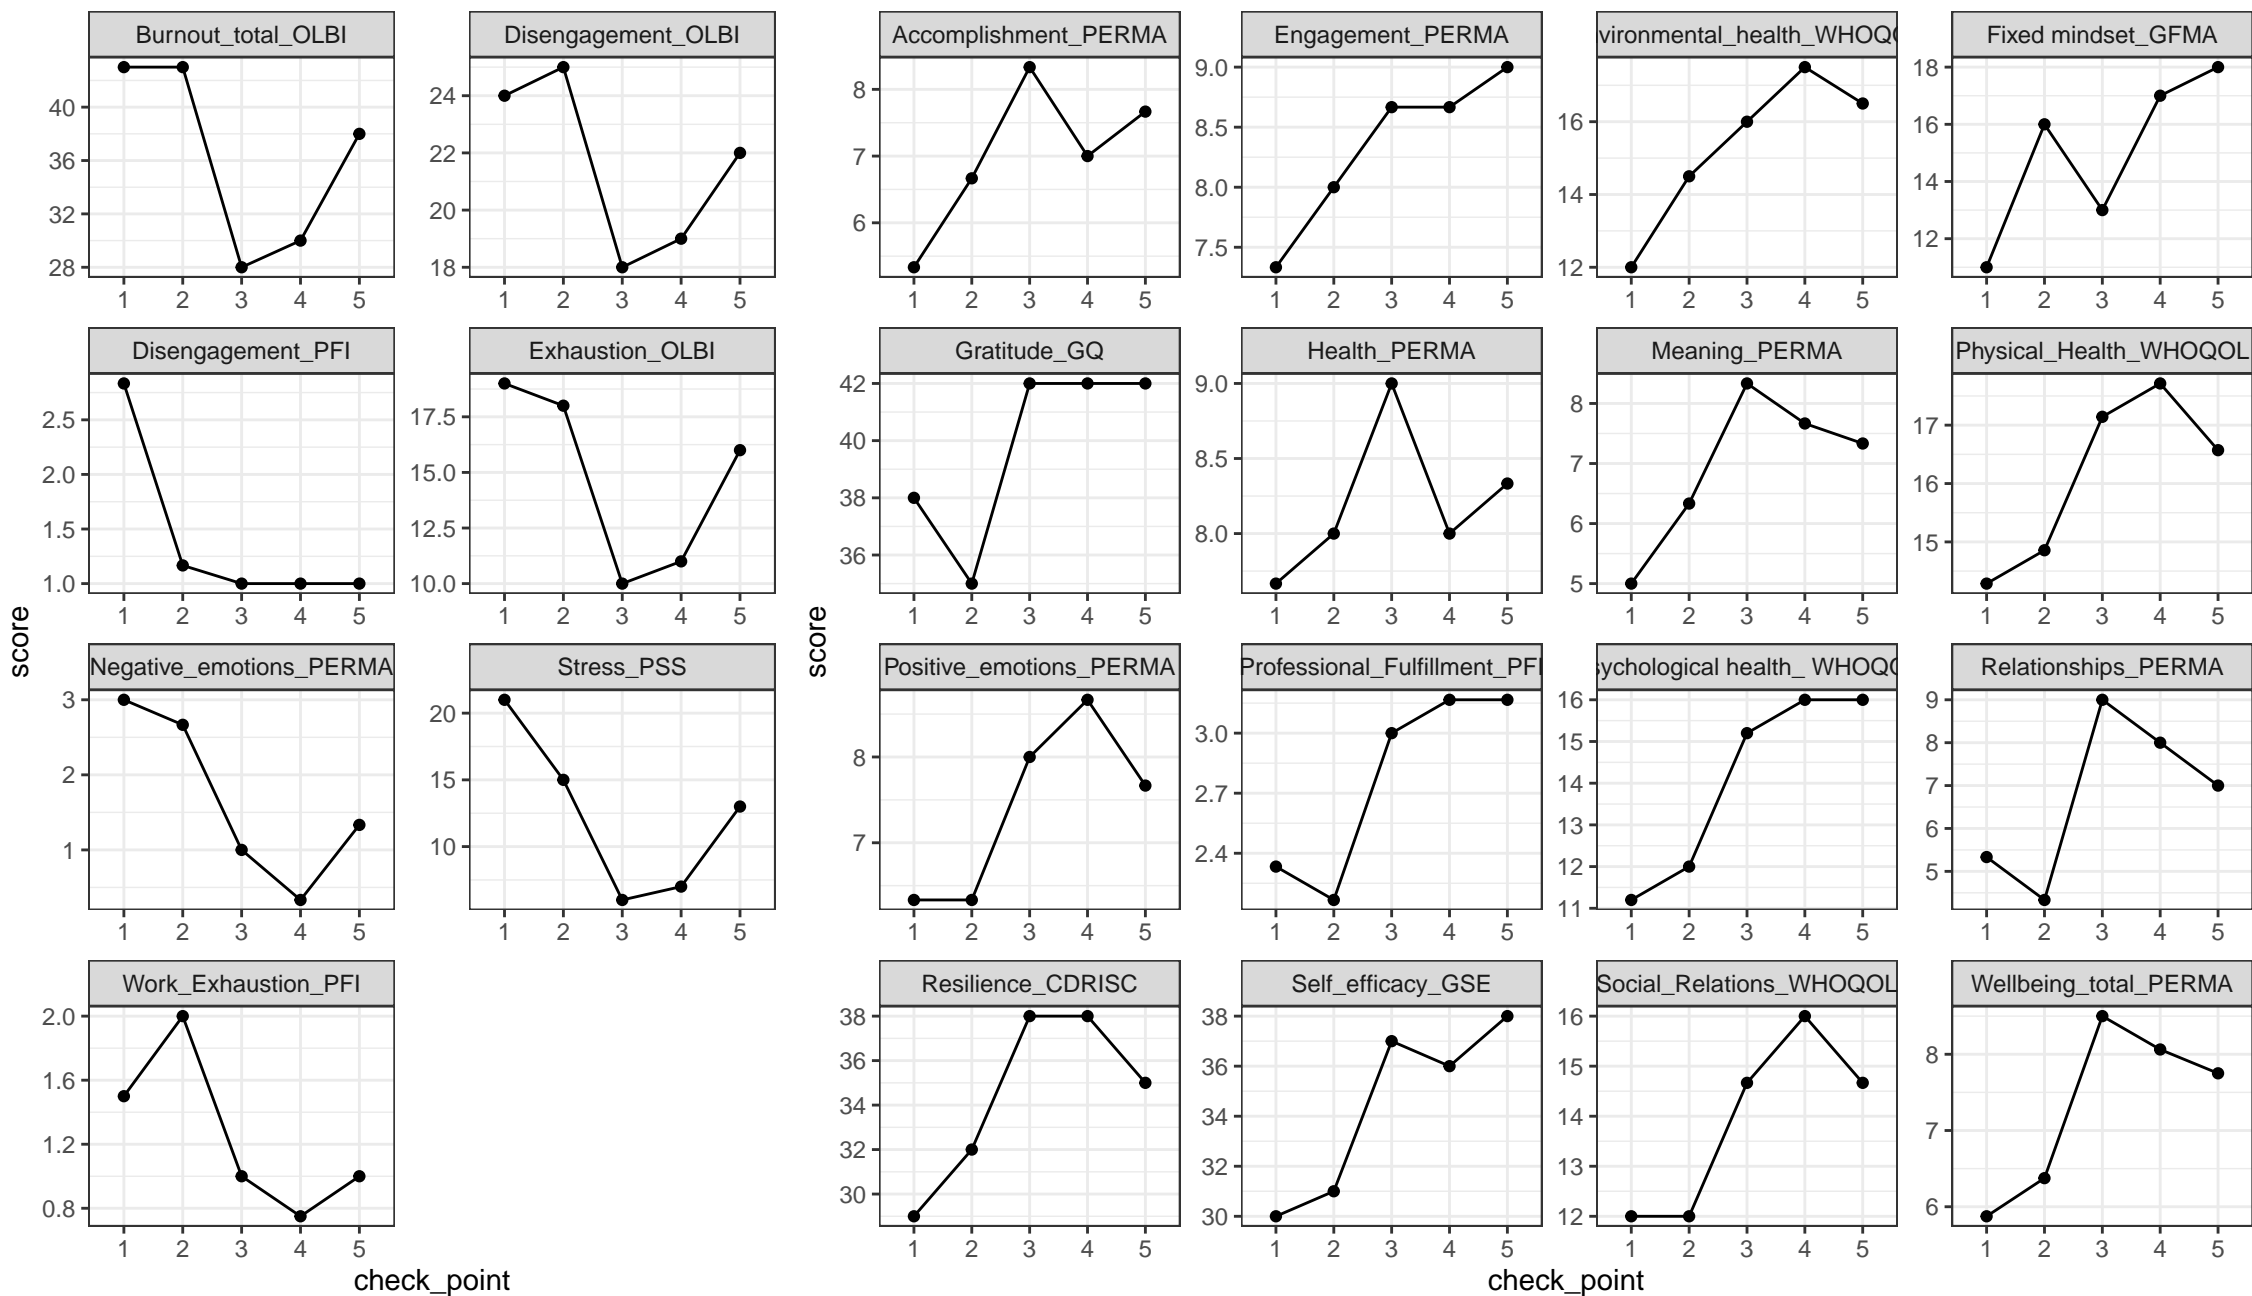 Burnout_total_OLBI
40
36
32
28
1 2 3 4 5
Disengagement_OLBI
24
22
20
18
1 2 3 4 5
Disengagement_PFI
2.5
2.0
1.5
1.0
1 2 3 4 5
Exhaustion_OLBI
17.5
15.0
12.5
10.0
1 2 3 4 5
Negative_emotions_PERMA
3
2
1
1 2 3 4 5
Stress_PSS
20
15
10
1 2 3 4 5
Work_Exhaustion_PFI
2.0
1.6
1.2
0.8
1 2 3 4 5
score
check_point
Accomplishment_PERMA
8
7
6
1 2 3 4 5
Engagement_PERMA
9.0
8.5
8.0
7.5
1 2 3 4 5
vironmental_health_WHOQO
16
14
12
1 2 3 4 5
Fixed mindset_GFMA
18
16
14
12
1 2 3 4 5
Gratitude_GQ
42
40
38
36
1 2 3 4 5
Health_PERMA
9.0
8.5
8.0
1 2 3 4 5
Meaning_PERMA
8
7
6
5
1 2 3 4 5
Physical_Health_WHOQOL
17
16
15
1 2 3 4 5
Positive_emotions_PERMA
8
7
1 2 3 4 5
Professional_Fulfillment_PFI
3.0
2.7
2.4
1 2 3 4 5
sychological health_ WHOQO
16
15
14
13
12
11
1 2 3 4 5
Relationships_PERMA
9
8
7
6
5
1 2 3 4 5
Resilience_CDRISC
38
36
34
32
30
1 2 3 4 5
Self_efficacy_GSE
38
36
34
32
30
1 2 3 4 5
Social_Relations_WHOQOL
16
15
14
13
12
1 2 3 4 5
Wellbeing_total_PERMA
8
7
6
1 2 3 4 5
score
check_point